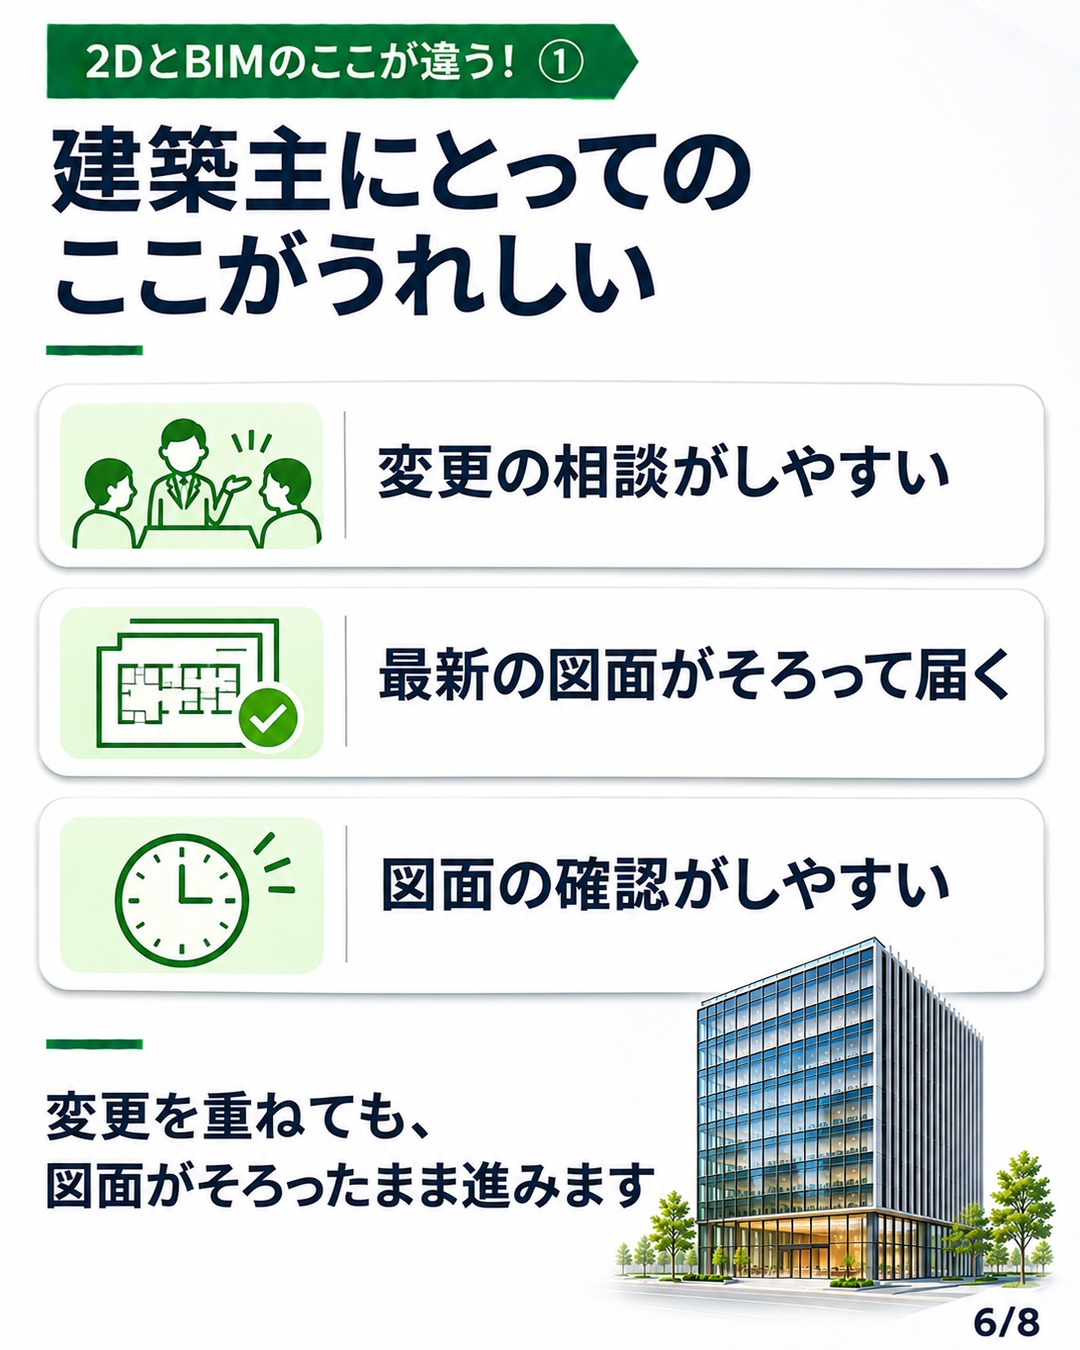 2DとBIMのここが違う！ ①
建築主にとっての
ここがうれしい
変更の相談がしやすい
最新の図面がそろって届く
図面の確認がしやすい
変更を重ねても、
図面がそろったまま進みます
6/8